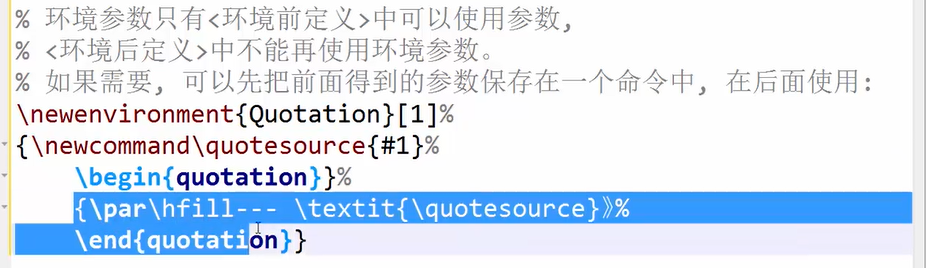 % 环境参数只有<环境前定义>中可以使用参数,
% <环境后定义>中不能再使用环境参数。
% 如果需要, 可以先把前面得到的参数保存在一个命令中, 在后面使用:
\newenvironment{Quotation}[1]%
{\newcommand\quotesource{#1}%
\begin{quotation}}%
{\par\hfill--- \textit{\quotesource}》%
\end{quotation}}